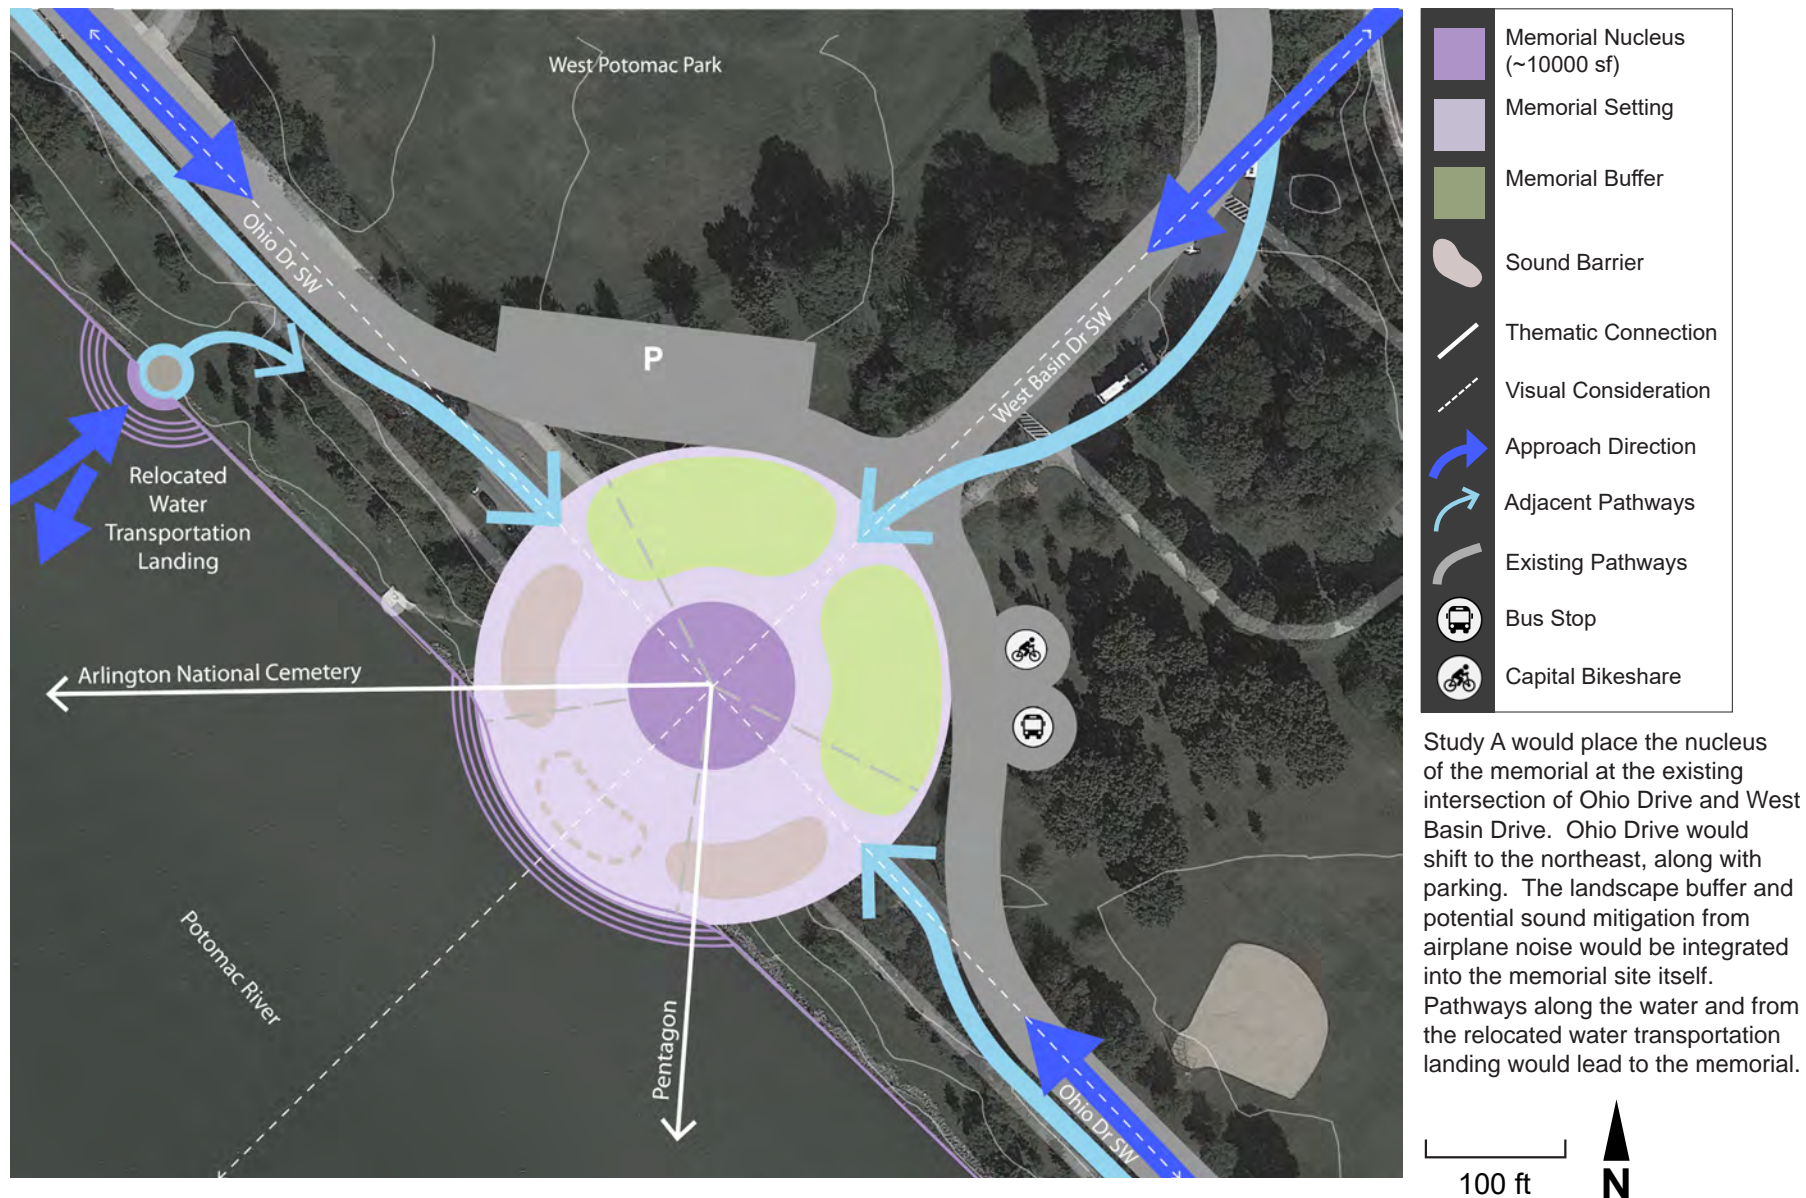 West Potomac Park
Ohio Dr SW
P
West Basin Dr SW
Relocated
Water
Transportation
Landing
Arlington National Cemetery
Potomac River
Pentagon
Ohio Dr SW
Memorial Nucleus
(~10000 sf)
Memorial Setting
Memorial Buffer
Sound Barrier
Thematic Connection
Visual Consideration
Approach Direction
Adjacent Pathways
Existing Pathways
Bus Stop
Capital Bikeshare
Study A would place the nucleus
of the memorial at the existing
intersection of Ohio Drive and West
Basin Drive.  Ohio Drive would
shift to the northeast, along with
parking.  The landscape buffer and
potential sound mitigation from
airplane noise would be integrated
into the memorial site itself.
Pathways along the water and from
the relocated water transportation
landing would lead to the memorial.
100 ft
N